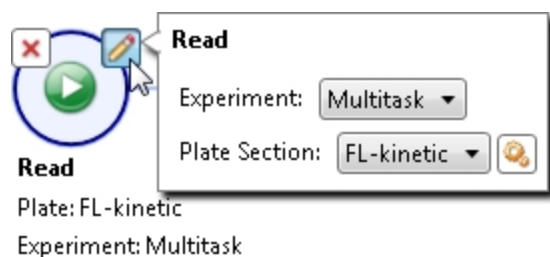 Read
Experiment: Multitask
Plate Section: FL-kinetic
Read
Plate: FL-kinetic
Experiment: Multitask